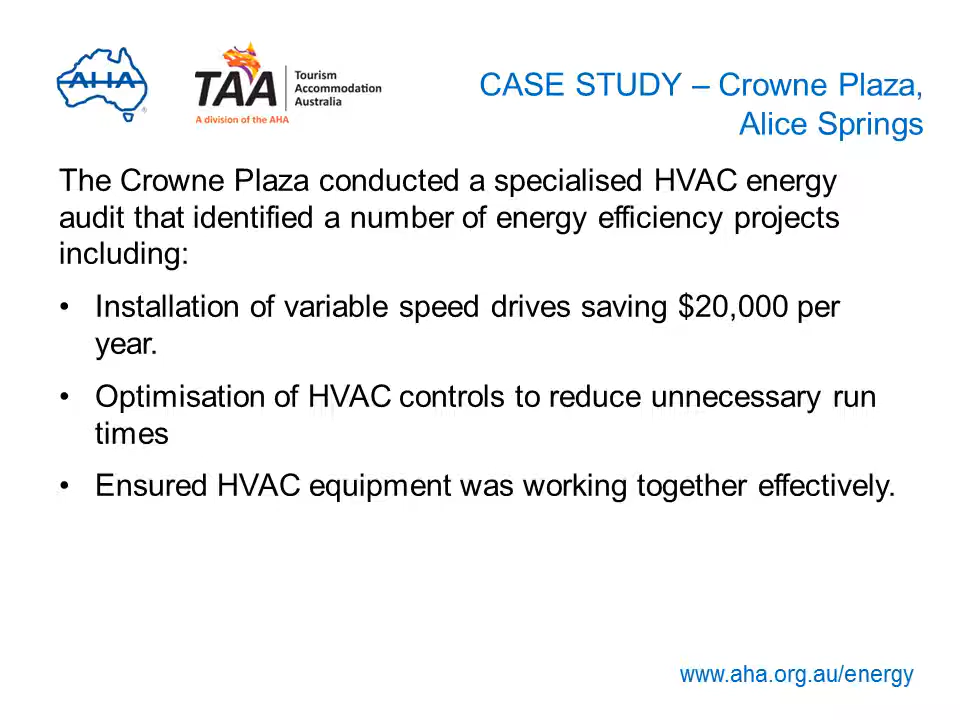 AHA
®
TAA
Tourism
Accommodation
Australia
A division of the AHA
CASE STUDY – Crowne Plaza,
Alice Springs
The Crowne Plaza conducted a specialised HVAC energy
audit that identified a number of energy efficiency projects
including:
• Installation of variable speed drives saving $20,000 per
year.
• Optimisation of HVAC controls to reduce unnecessary run
times
• Ensured HVAC equipment was working together effectively.
www.aha.org.au/energy